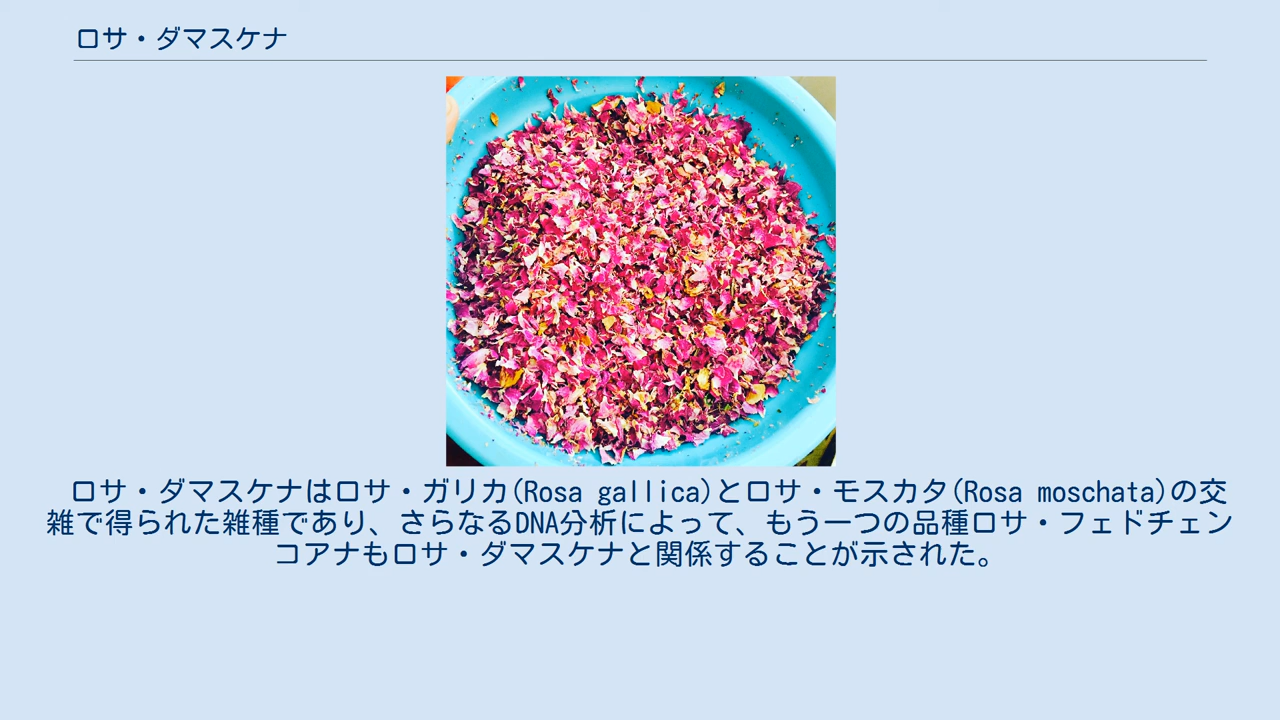 ロサ・ダマスケナ
ロサ・ダマスケナはロサ・ガリカ(Rosa gallica)とロサ・モスカタ(Rosa moschata)の交
雑で得られた雑種であり、さらなるDNA分析によって、もう一つの品種ロサ・フェドチェン
コアナもロサ・ダマスケナと関係することが示された。